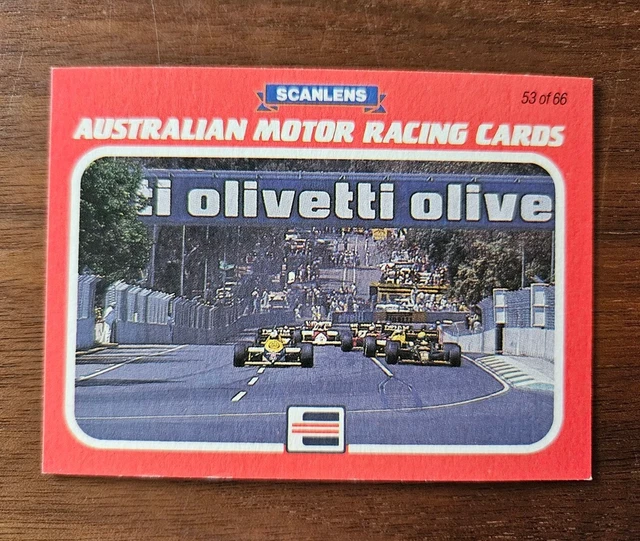 SCANLENS
53 of 66
AUSTRALIAN MOTOR RACING CARDS
ti olivetti olive